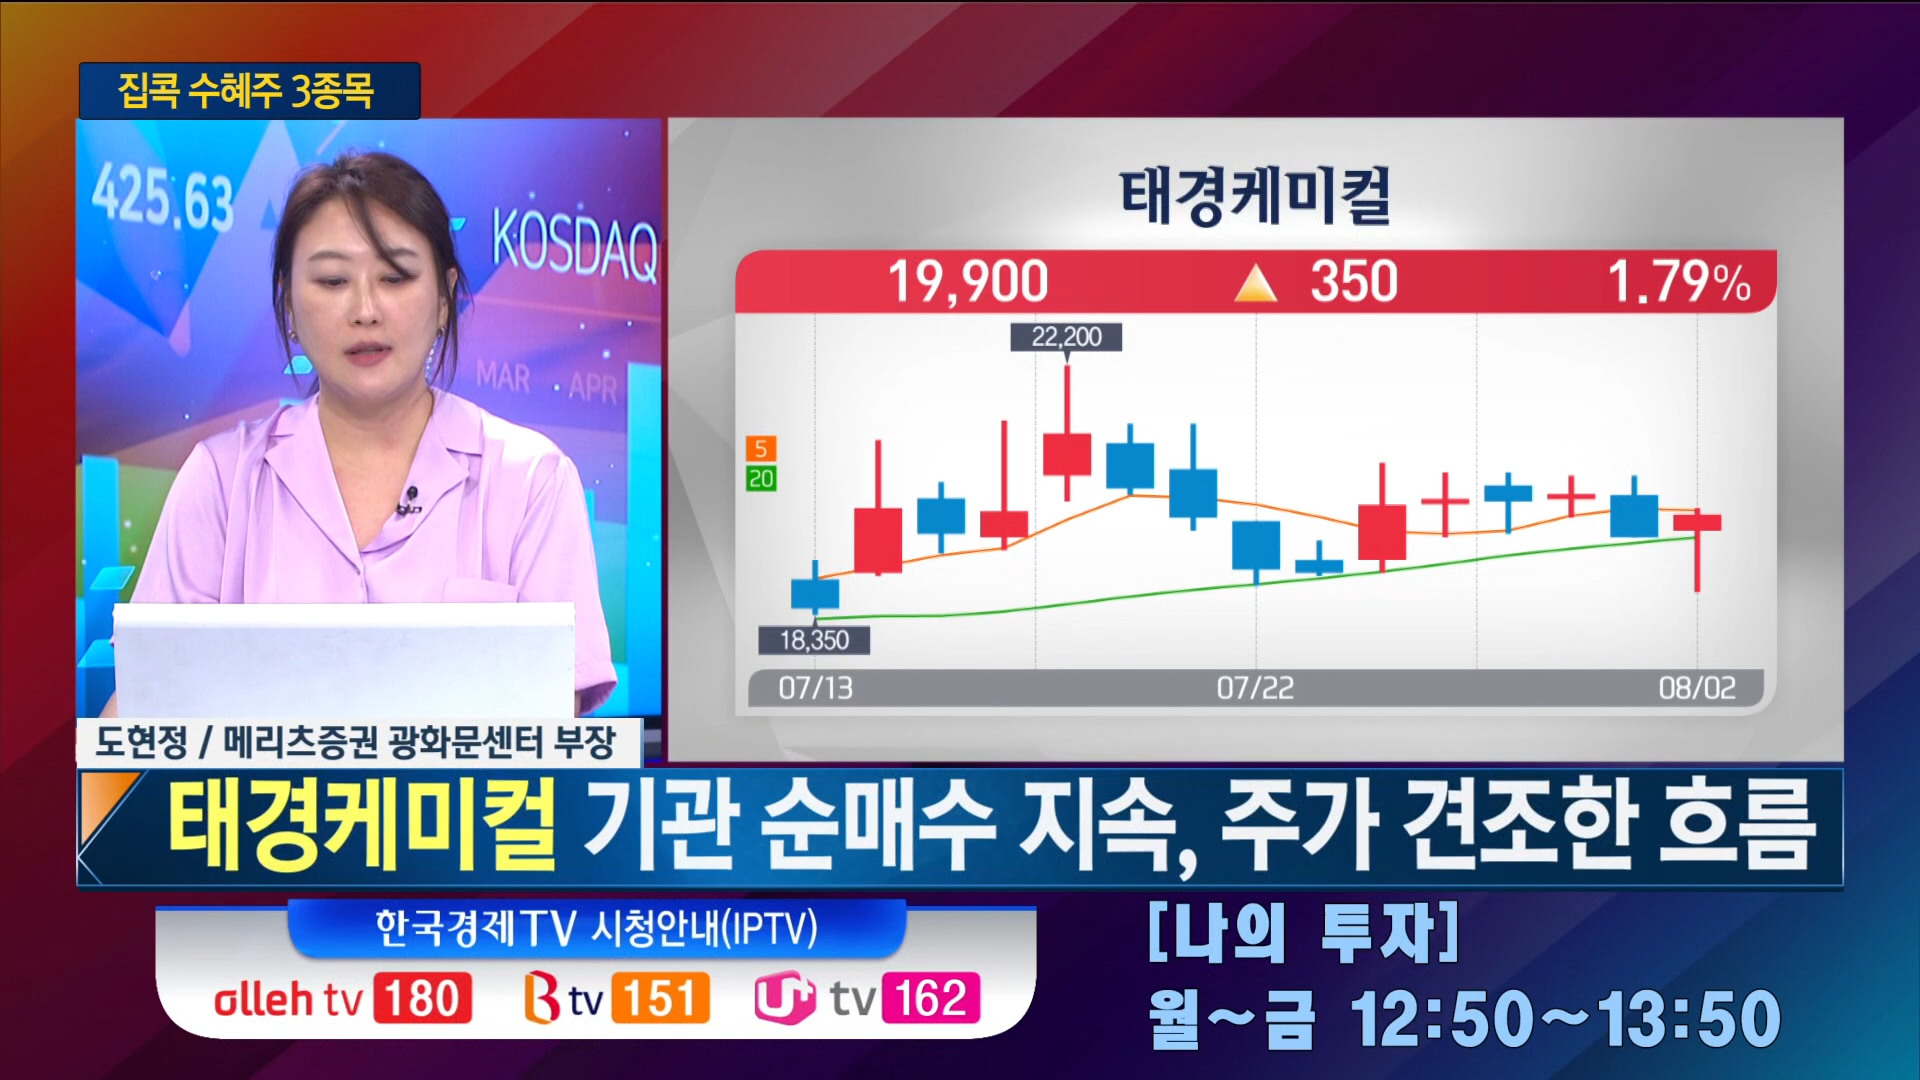 집콕 수혜주 3종목
425.63
KOSDAQ
MAR
APR
태경케미컬
19,900 ▲ 350 1.79%
22,200
5
20
18,350
07/13 07/22 08/02
도현정 / 메리츠증권 광화문센터 부장
태경케미컬 기관 순매수 지속, 주가 견조한 흐름
한국경제TV 시청안내(IPTV)
olleh tv 180 B tv 151 U+ tv 162
[나의 투자]
월~금 12:50~13:50